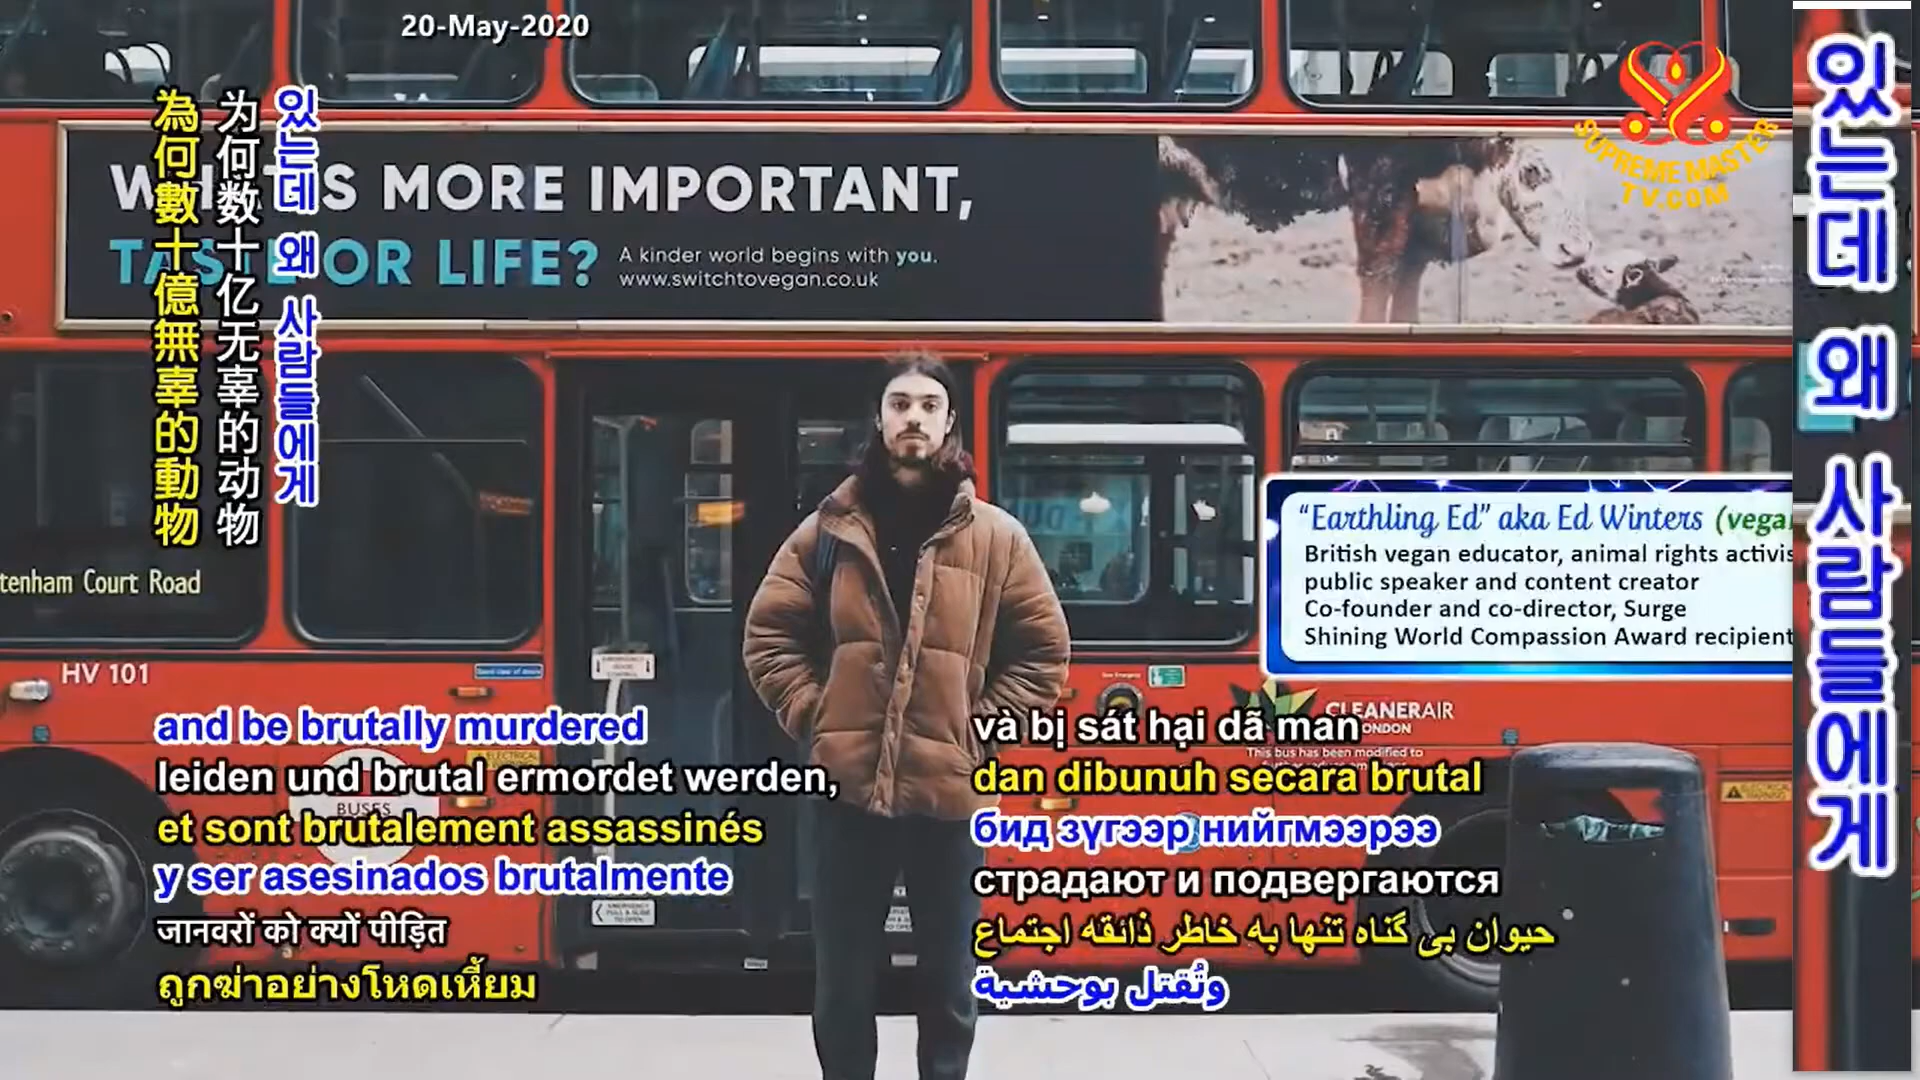 20-May-2020
있는데 왜 사람들에게
为何数十亿无辜的动物
為何數十億無辜的動物
있는데 왜 사람들에게
SUPREME MASTER
TV.COM
WHAT'S MORE IMPORTANT,
TASTE OR LIFE?
A kinder world begins with you.
www.switchtovegan.co.uk
“Earthling Ed” aka Ed Winters (vegan
British vegan educator, animal rights activis
public speaker and content creator
Co-founder and co-director, Surge
Shining World Compassion Award recipient
tenham Court Road
HV 101
CLEANERAIR
LONDON
This bus has been modified to
BUSES
and be brutally murdered
leiden und brutal ermordet werden,
et sont brutalement assassinés
y ser asesinados brutalmente
जानवरों को क्यों पीड़ित
ถูกฆ่าอย่างโหดเหี้ยม
và bị sát hại dã man
dan dibunuh secara brutal
бид зүгээр нийгмээрээ
страдают и подвергаются
حیوان بی گناه تنها به خاطر ذائقه اجتماع
وتُقتل بوحشية